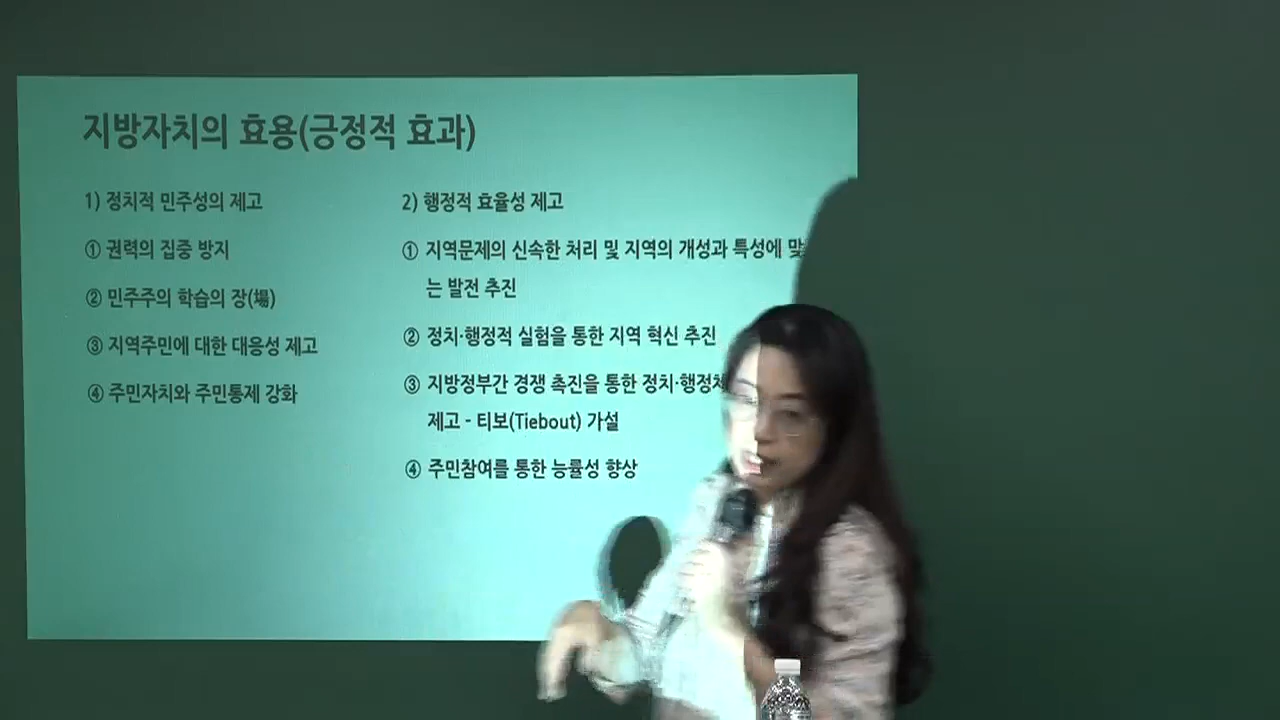 지방자치의 효용(긍정적 효과)
1) 정치적 민주성의 제고
① 권력의 집중 방지
② 민주주의 학습의 장(場)
③ 지역주민에 대한 대응성 제고
④ 주민자치와 주민통제 강화
2) 행정적 효율성 제고
① 지역문제의 신속한 처리 및 지역의 개성과 특성에 맞
는 발전 추진
② 정치·행정적 실험을 통한 지역 혁신 추진
③ 지방정부간 경쟁 촉진을 통한
제고 - 티보(Tiebout) 가설
④ 주민참여를 통한 능률성 향상